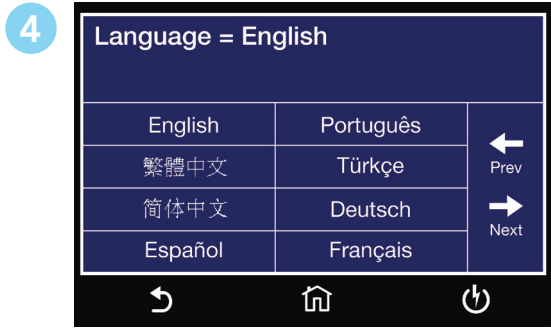 4
Language = English
English
Português
繁體中文
Türkçe
简体中文
Deutsch
Español
Français
Prev
Next